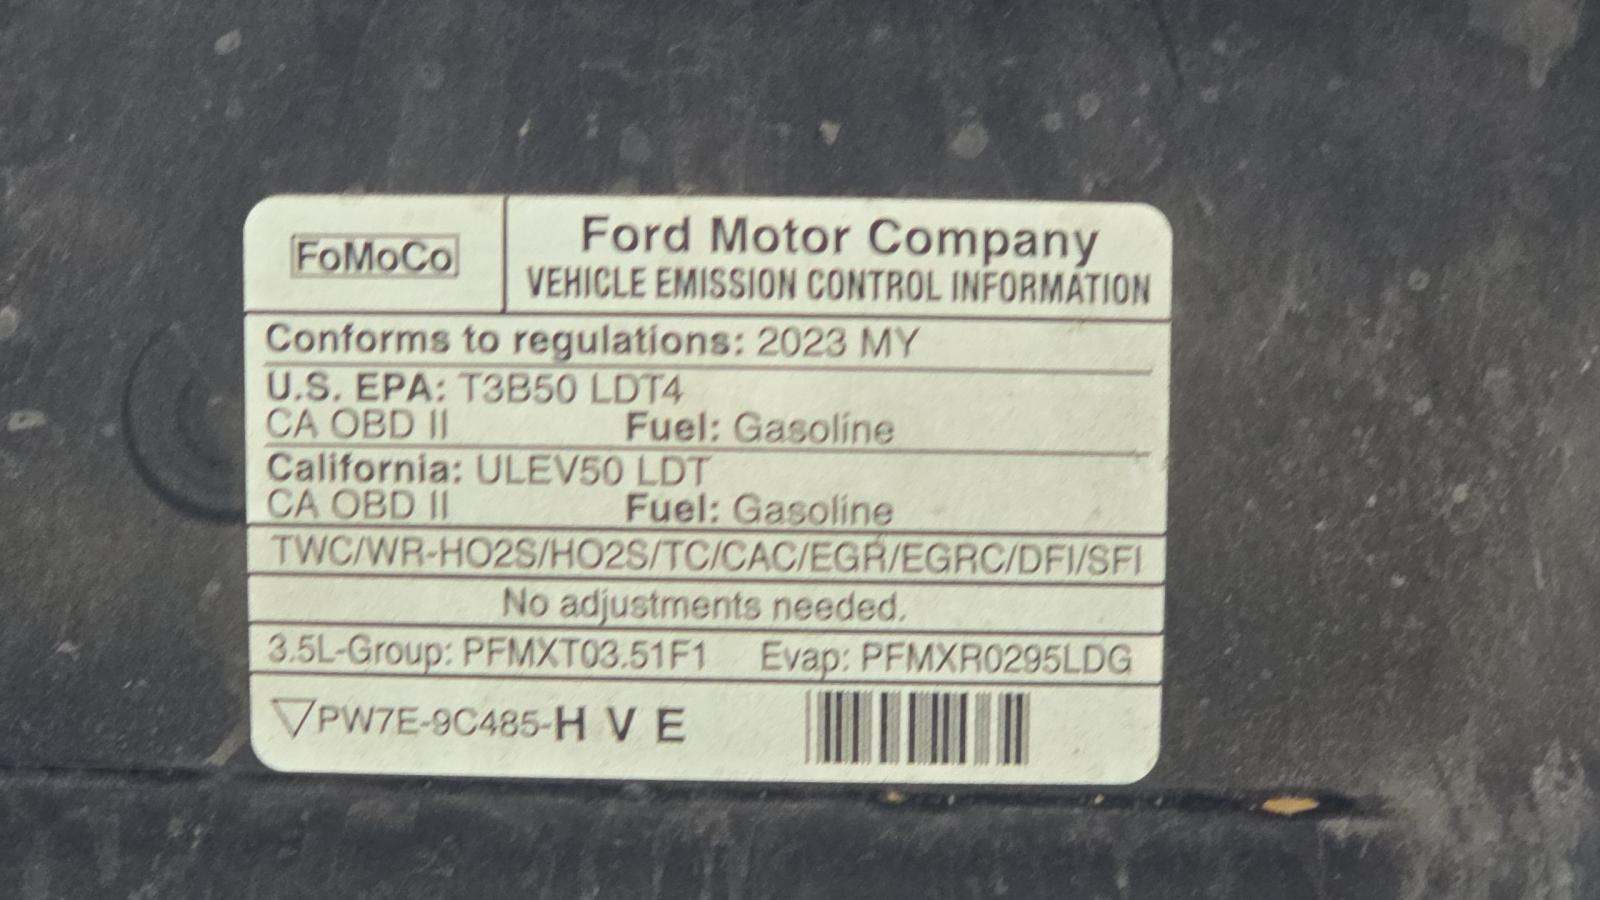 FoMoCo
Ford Motor Company
VEHICLE EMISSION CONTROL INFORMATION
Conforms to regulations: 2023 MY
U.S. EPA: T3B50 LDT4
CA OBD II Fuel: Gasoline
California: ULEV50 LDT
CA OBD II Fuel: Gasoline
TWC/WR-HO2S/HO2S/TC/CAC/EGR/EGRC/DFI/SFI
No adjustments needed.
3.5L-Group: PFMXT03.51F1 Evap: PFMXR0295LDG
▽PW7E-9C485-H V E